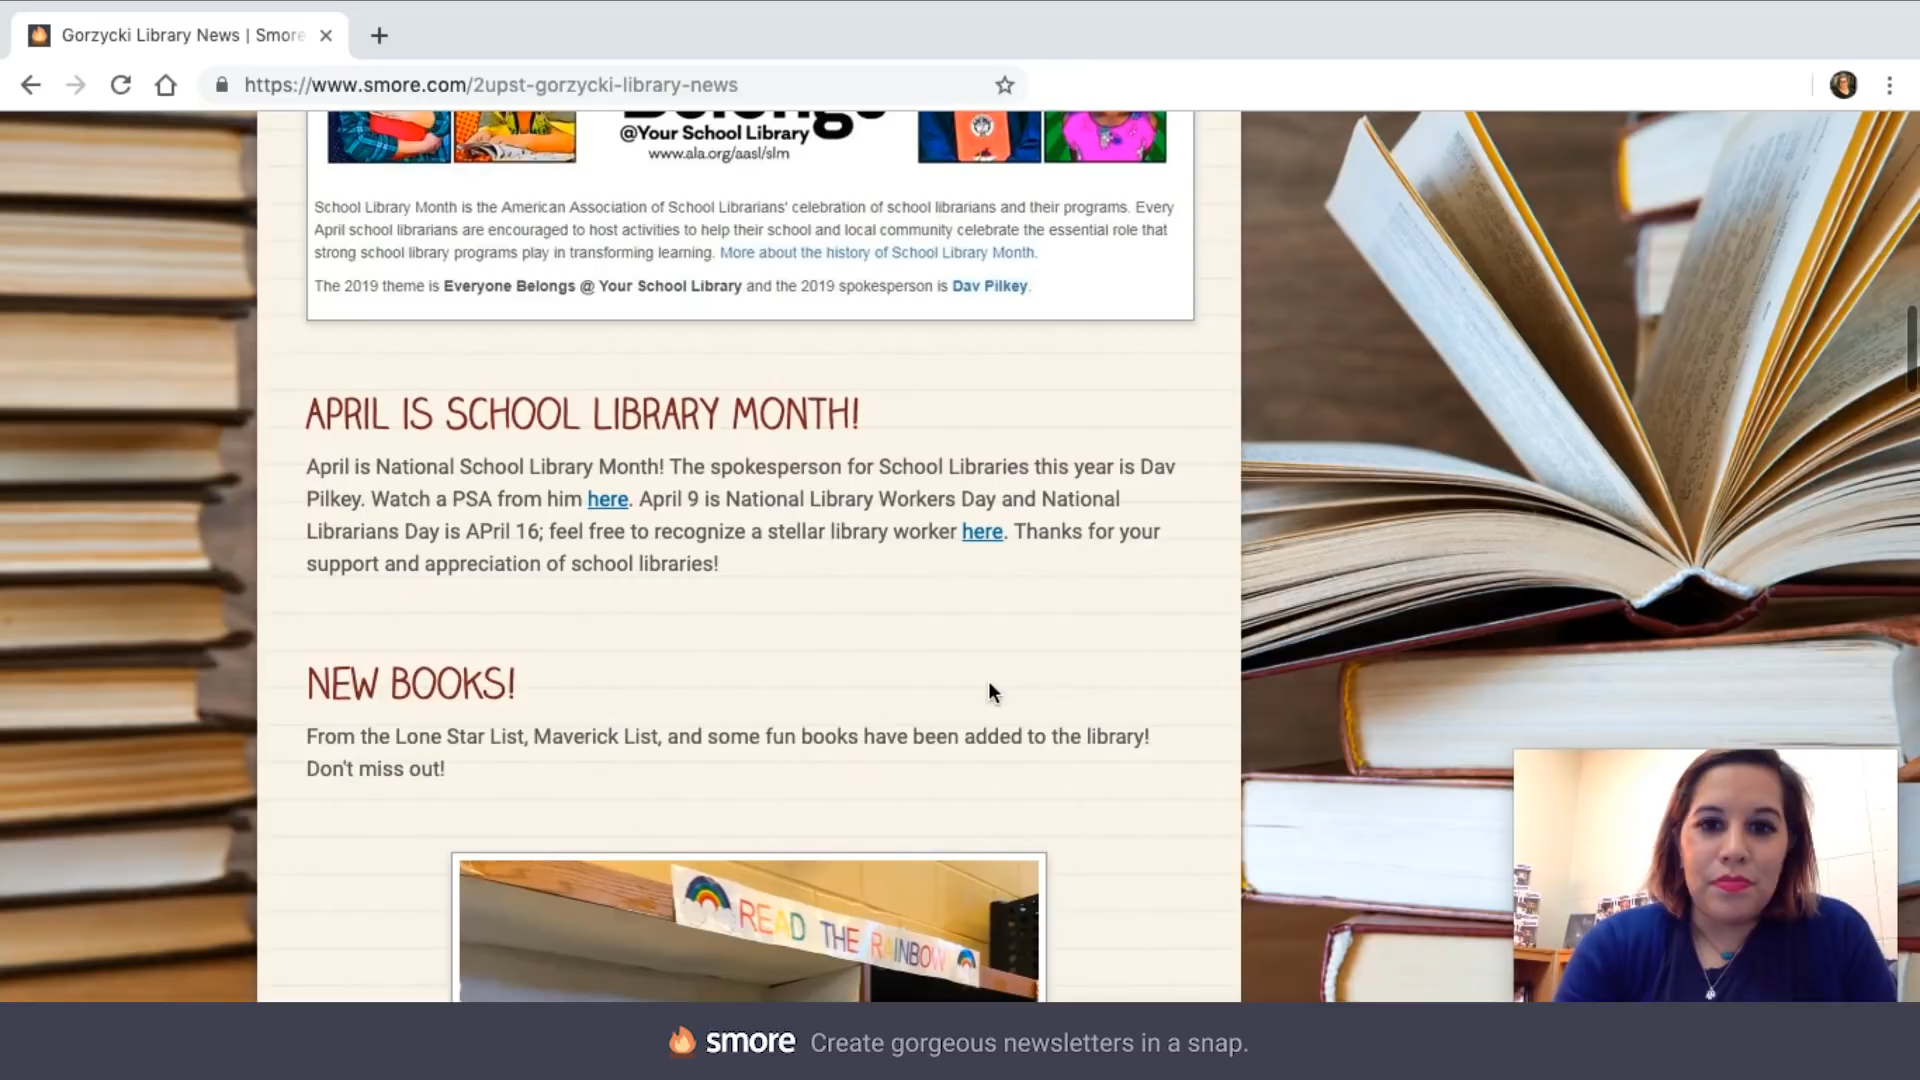 Gorzycki Library News | Smore
https://www.smore.com/2upst-gorzycki-library-news
Belongs
@Your School Library
www.ala.org/aasl/slm
School Library Month is the American Association of School Librarians' celebration of school librarians and their programs. Every
April school librarians are encouraged to host activities to help their school and local community celebrate the essential role that
strong school library programs play in transforming learning. More about the history of School Library Month.
The 2019 theme is Everyone Belongs @ Your School Library and the 2019 spokesperson is Dav Pilkey.
APRIL IS SCHOOL LIBRARY MONTH!
April is National School Library Month! The spokesperson for School Libraries this year is Dav
Pilkey. Watch a PSA from him here. April 9 is National Library Workers Day and National
Librarians Day is APril 16; feel free to recognize a stellar library worker here. Thanks for your
support and appreciation of school libraries!
NEW BOOKS!
From the Lone Star List, Maverick List, and some fun books have been added to the library!
Don't miss out!
READ THE RAINBOW
smore Create gorgeous newsletters in a snap.